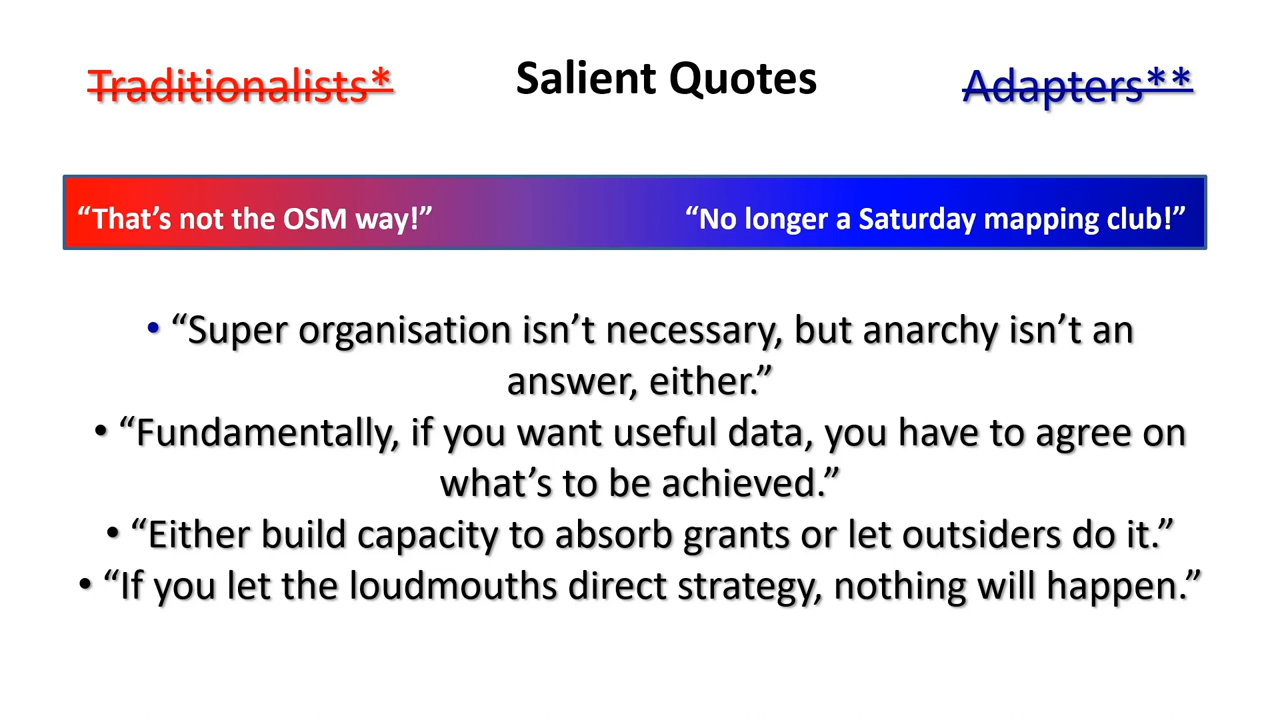 Traditionalists*
Salient Quotes
Adapters**
“That’s not the OSM way!”
“No longer a Saturday mapping club!”
• “Super organisation isn’t necessary, but anarchy isn’t an
answer, either.”
• “Fundamentally, if you want useful data, you have to agree on
what’s to be achieved.”
• “Either build capacity to absorb grants or let outsiders do it.”
• “If you let the loudmouths direct strategy, nothing will happen.”